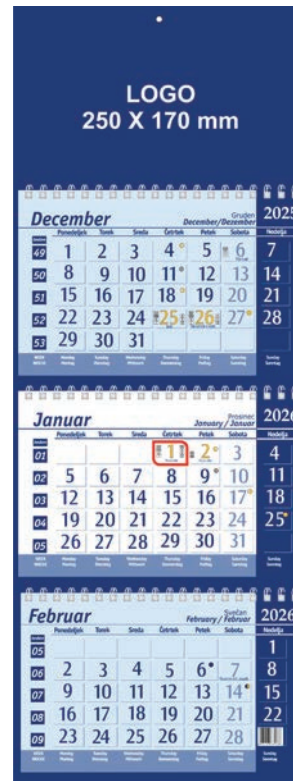 LOGO
250 X 170 mm
December
Gruden
December/Dezember
2025
Ponedeljek Torek Sreda Četrtek Petek Sobota Nedelja
49 1 2 3 4 5 6 7
50 8 9 10 11 12 13 14
51 15 16 17 18 19 20 21
52 22 23 24 25 26 27 28
53 29 30 31
Januar
Prosinec
January / Januar
2026
Ponedeljek Torek Sreda Četrtek Petek Sobota Nedelja
01 1 2 3 4
02 5 6 7 8 9 10 11
03 12 13 14 15 16 17 18
04 19 20 21 22 23 24 25
05 26 27 28 29 30 31
Februar
Svečan
February / Februar
2026
Ponedeljek Torek Sreda Četrtek Petek Sobota Nedelja
05 1
06 2 3 4 5 6 7 8
07 9 10 11 12 13 14 15
08 16 17 18 19 20 21 22
09 23 24 25 26 27 28